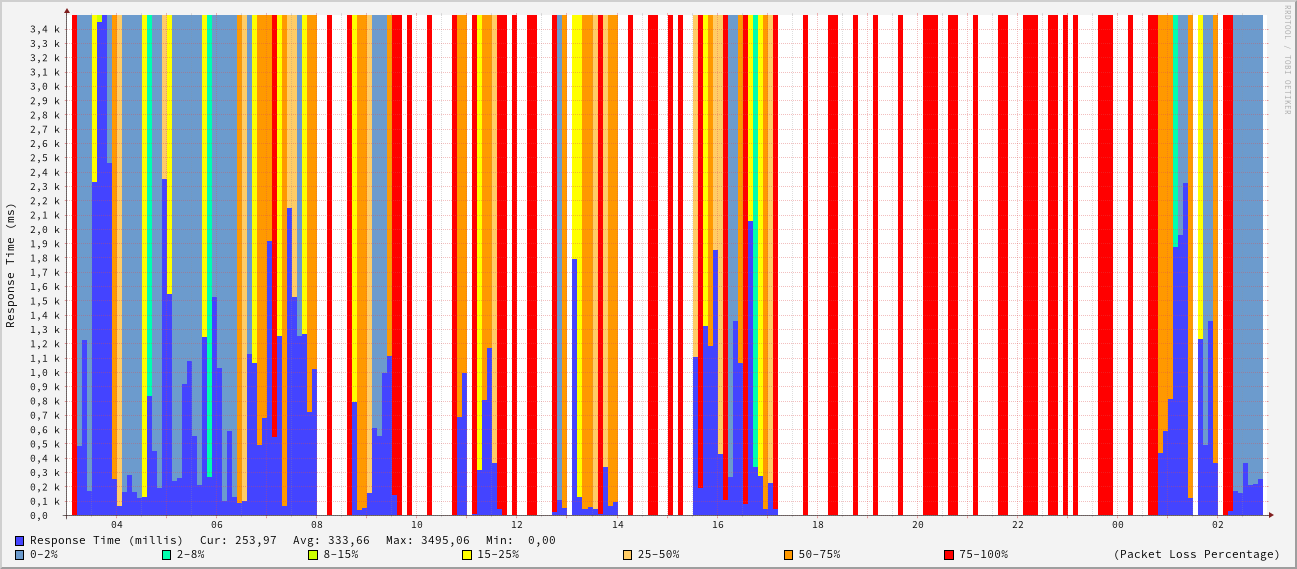 RRDTOOL / TOBI OETIKER
Response Time (ms)
3,4 k
3,3 k
3,2 k
3,1 k
3,0 k
2,9 k
2,8 k
2,7 k
2,6 k
2,5 k
2,4 k
2,3 k
2,2 k
2,1 k
2,0 k
1,9 k
1,8 k
1,7 k
1,6 k
1,5 k
1,4 k
1,3 k
1,2 k
1,1 k
1,0 k
0,9 k
0,8 k
0,7 k
0,6 k
0,5 k
0,4 k
0,3 k
0,2 k
0,1 k
0,0
04 06 08 10 12 14 16 18 20 22 00 02
Response Time (millis) Cur: 253,97 Avg: 333,66 Max: 3495,06 Min: 0,00
0-2% 2-8% 8-15% 15-25% 25-50% 50-75% 75-100% (Packet Loss Percentage)